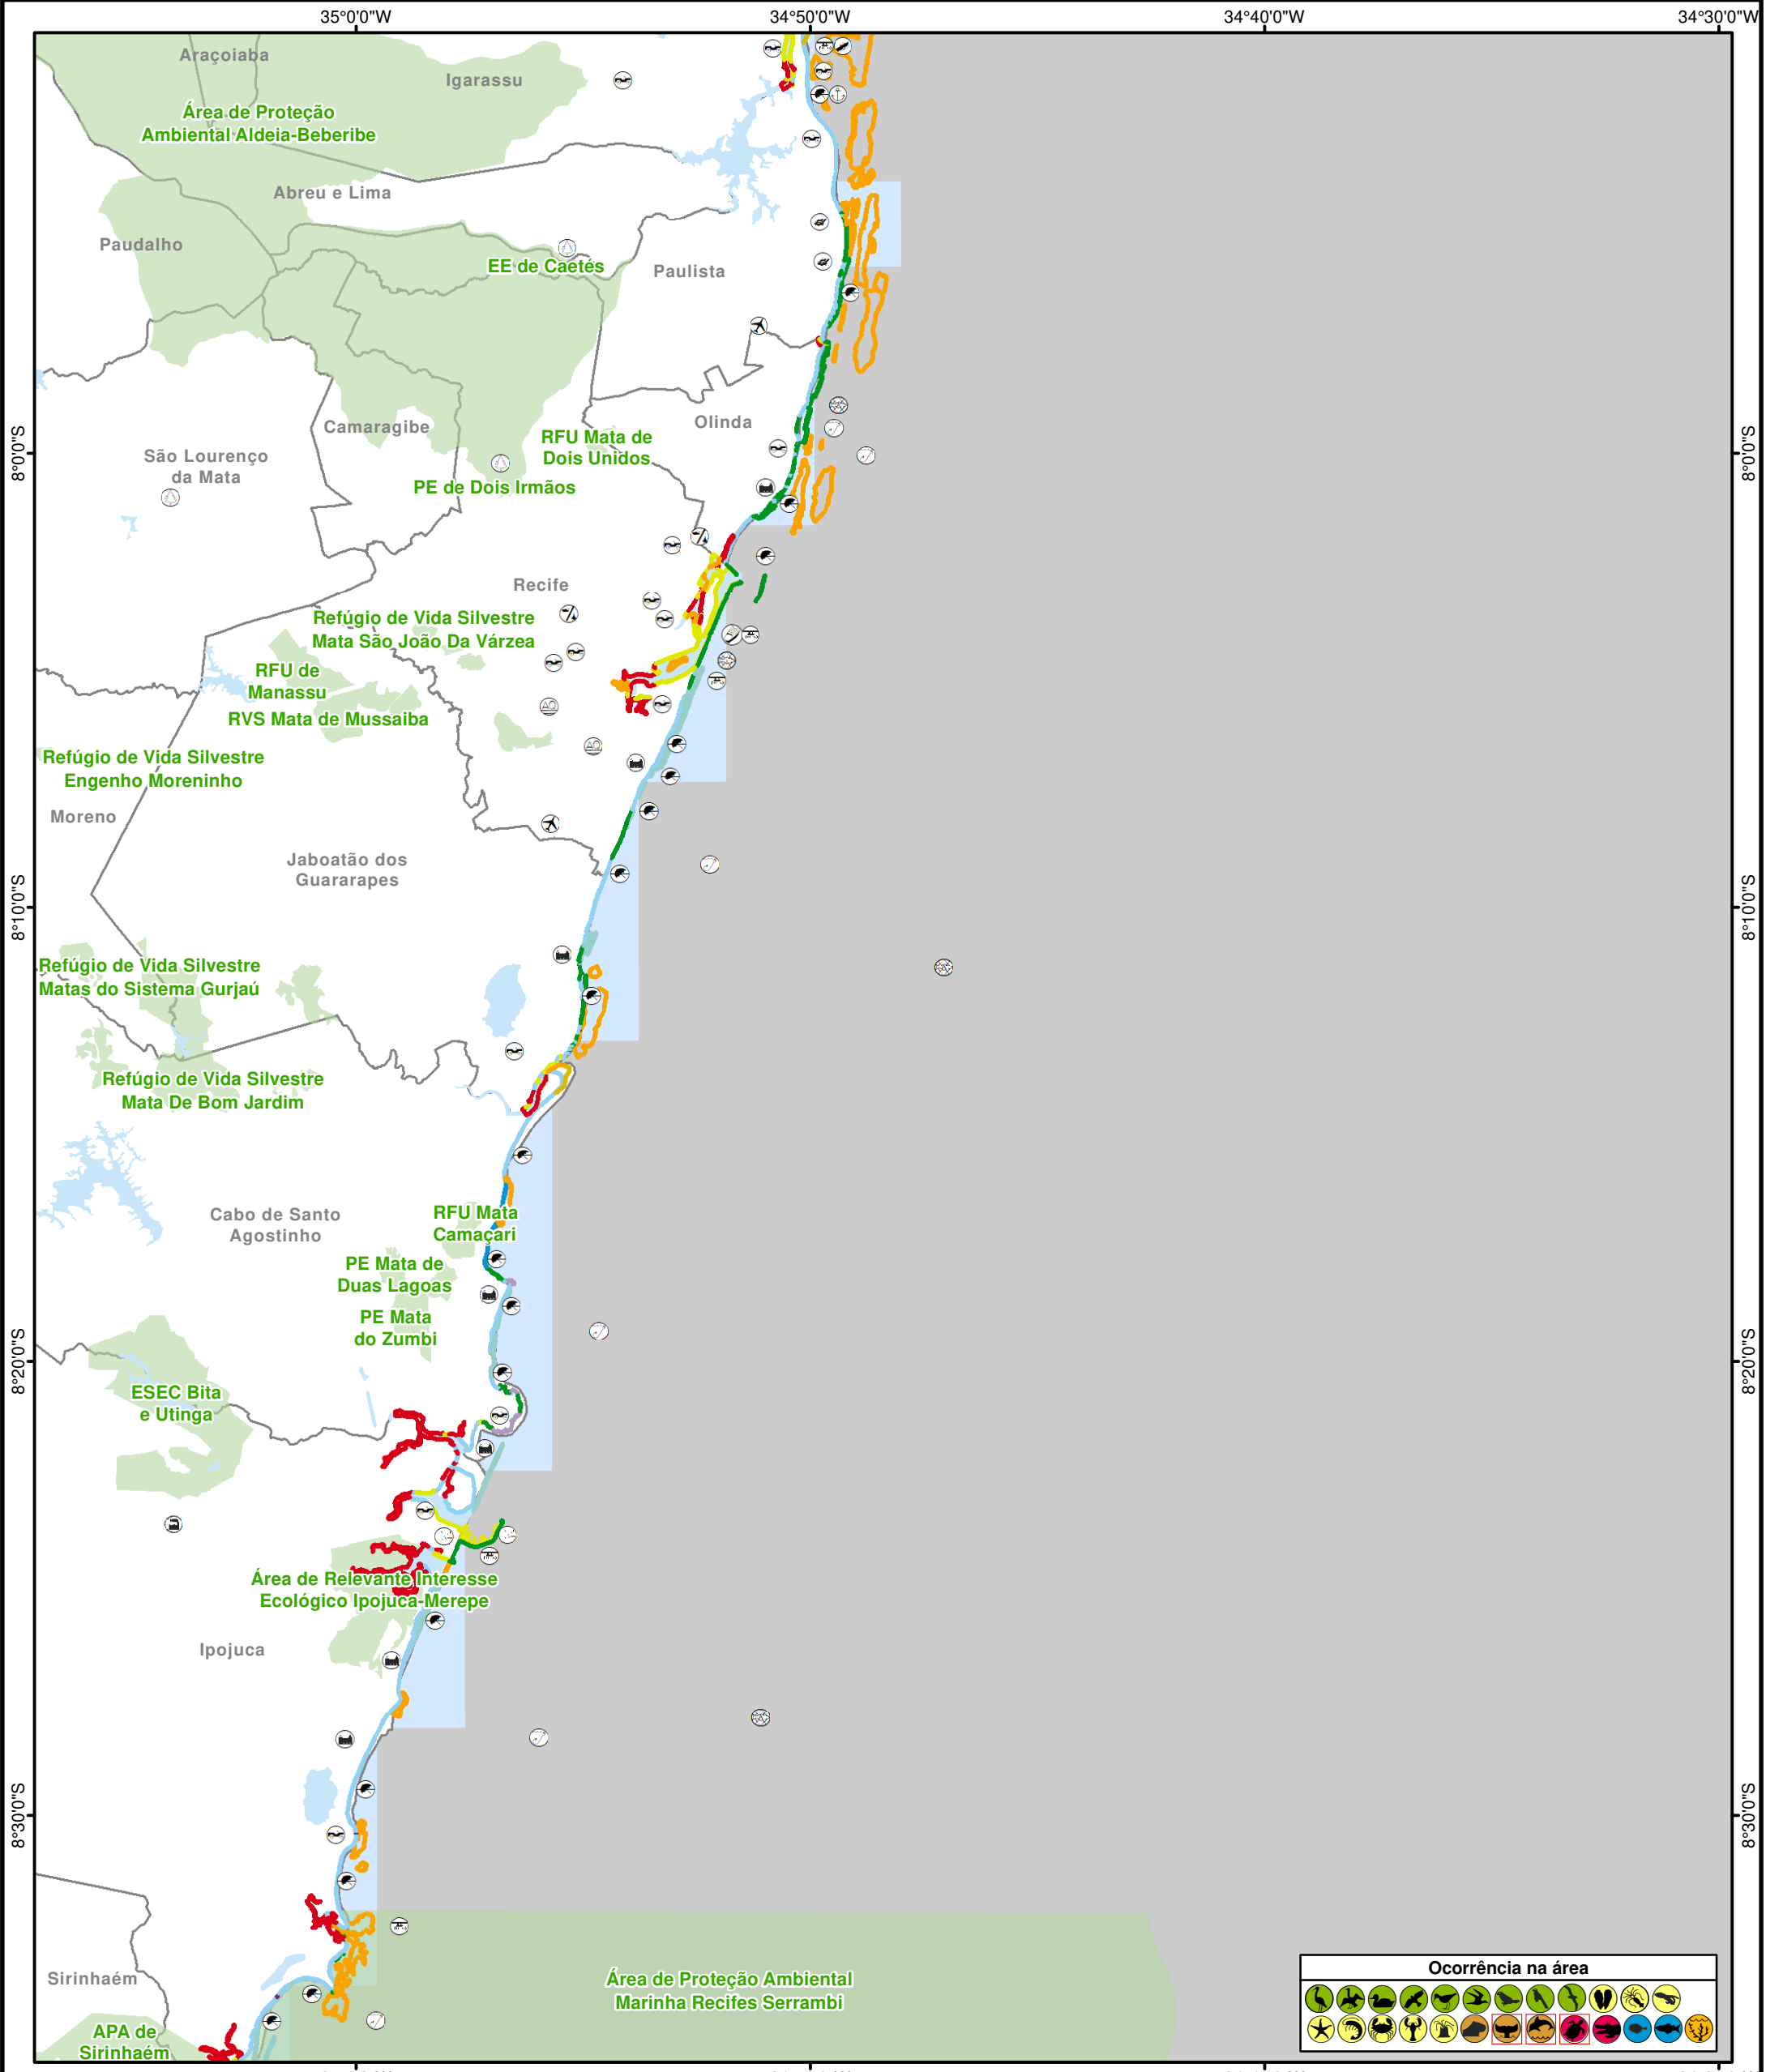 35°0'0"W
34°50'0"W
34°40'0"W
34°30'0"W
Araçoiaba
Igarassu
Área de Proteção
Ambiental Aldeia-Beberibe
Abreu e Lima
Paudalho
EE de Caetés
Paulista
Olinda
Camaragibe
RFU Mata de
Dois Unidos
São Lourenço
da Mata
8°0'0"S
8°0'0"S
PE de Dois Irmãos
Recife
Refúgio de Vida Silvestre
Mata São João Da Várzea
RFU de
Manassu
RVS Mata de Mussaiba
Refúgio de Vida Silvestre
Engenho Moreninho
Moreno
Jaboatão dos
Guararapes
8°10'0"S
8°10'0"S
Refúgio de Vida Silvestre
Matas do Sistema Gurjaú
Refúgio de Vida Silvestre
Mata De Bom Jardim
Cabo de Santo
Agostinho
RFU Mata
Camaçari
PE Mata de
Duas Lagoas
PE Mata
do Zumbi
8°20'0"S
8°20'0"S
ESEC Bita
e Utinga
Área de Relevante Interesse
Ecológico Ipojuca-Merepe
Ipojuca
8°30'0"S
8°30'0"S
Sirinhaém
Área de Proteção Ambiental
Marinha Recifes Serrambi
APA de
Sirinhaém
Ocorrência na área